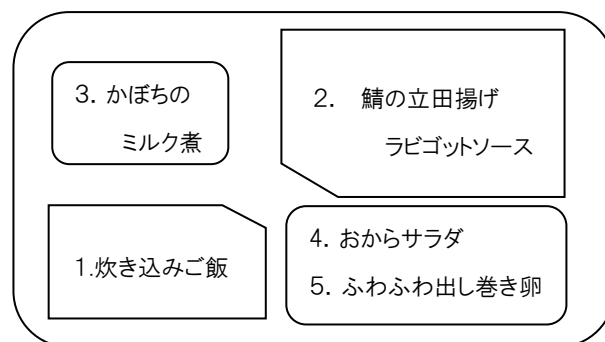 3．かぼちの
ミルク煮
2．　鯖の立田揚げ
ラビゴットソース
1.炊き込みご飯
4．おからサラダ
5．ふわふわ出し巻き卵